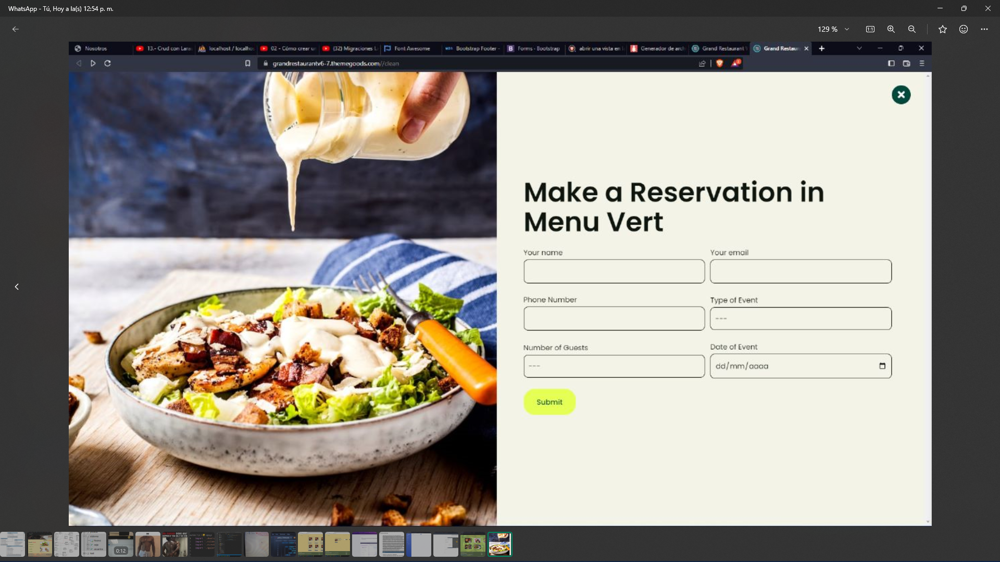 WhatsApp - Tú, Hoy a la(s) 12:54 p. m.
129 %
1:1
Nosotros
13.- Crud con Lara
localhost / localho
02 - Cómo crear u
(32) Migraciones L
Font Awesome
Bootstrap Footer -
Forms · Bootstrap
abrir una vista en
Generador de arch
Grand Restaurant
Grand Restaur
grandrestaurantv6-7.themegoods.com//clean
Make a Reservation in
Menu Vert
Your name
Your email
Phone Number
Type of Event
---
Number of Guests
Date of Event
---
dd/mm/aaaa
Submit
0:12